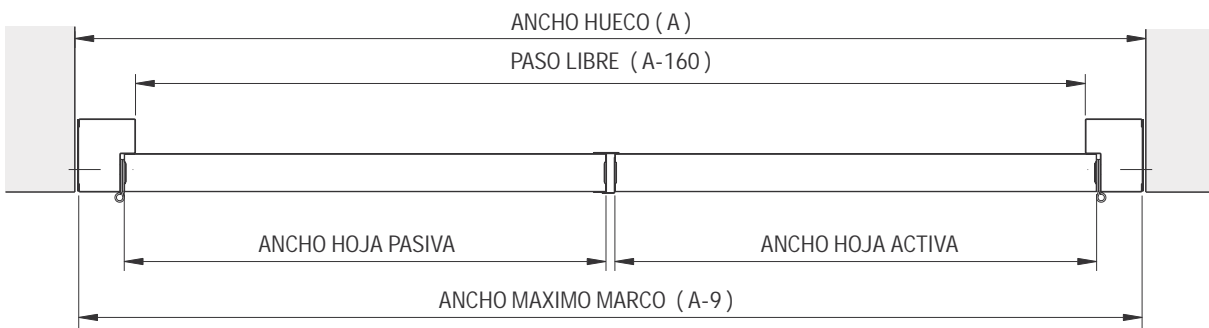 ANCHO HUECO ( A )
PASO LIBRE ( A-160 )
ANCHO HOJA PASIVA
ANCHO HOJA ACTIVA
ANCHO MAXIMO MARCO ( A-9 )